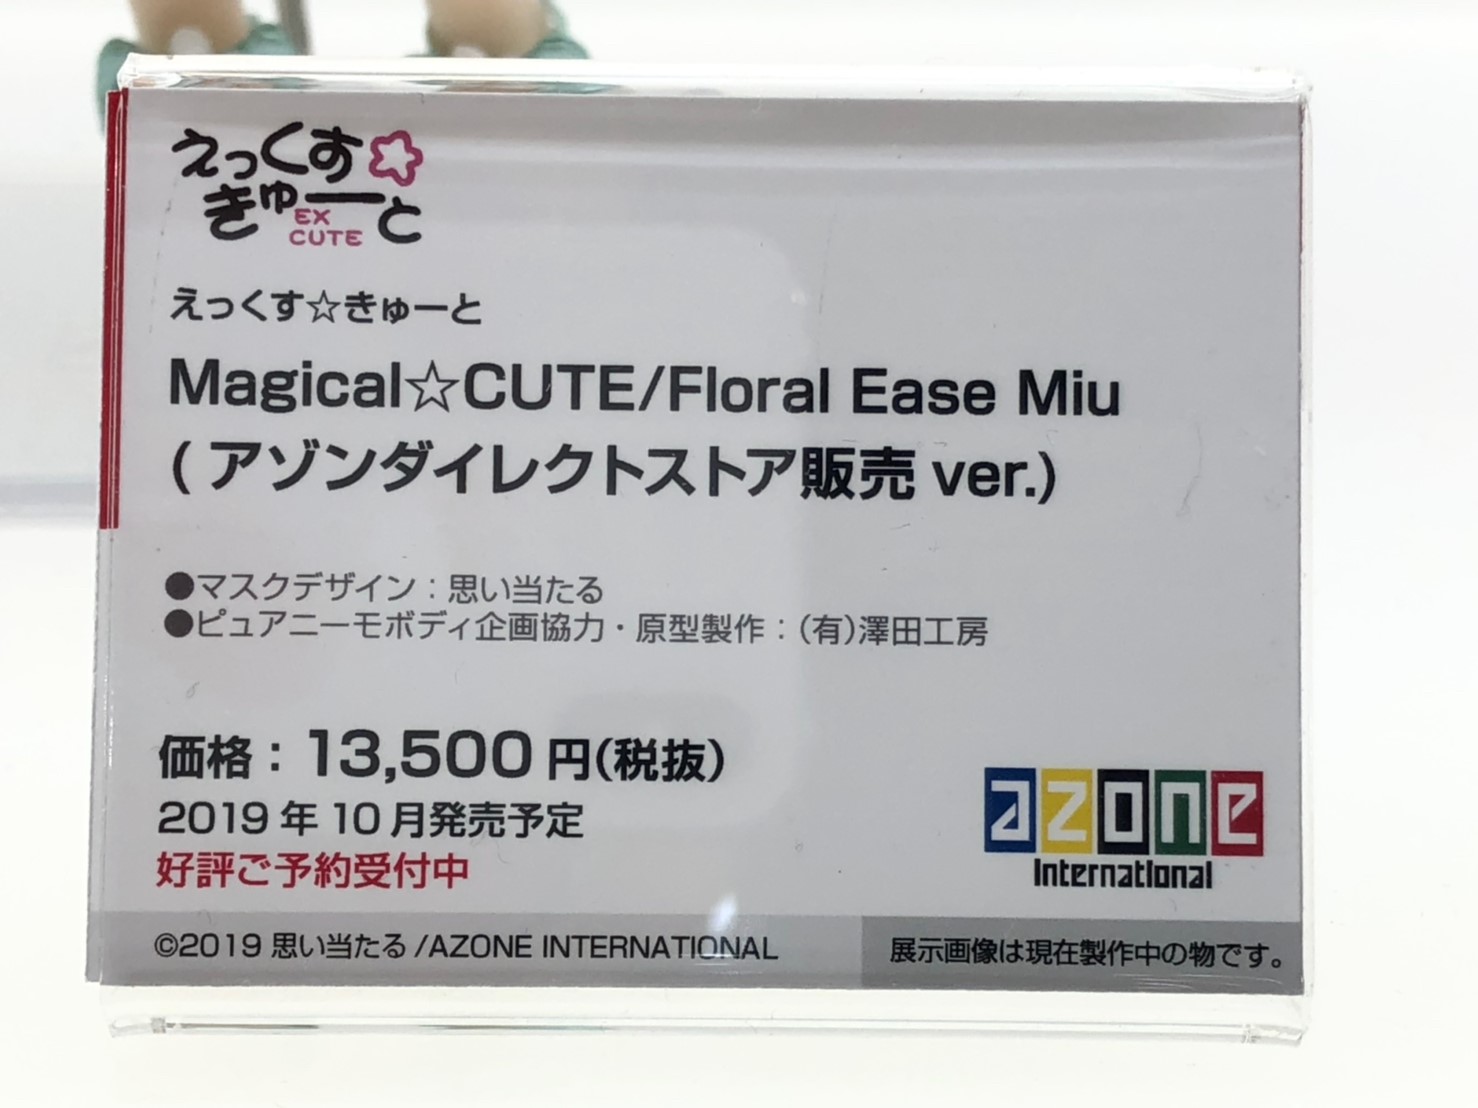 えっくす☆
きゅーと
EX
CUTE
えっくす☆きゅーと
Magical☆CUTE/Floral Ease Miu
(アゾンダイレクトストア販売 ver.)
●マスクデザイン：思い当たる
●ピュアニーモボディ企画協力・原型製作：(有)澤田工房
価格：13,500円(税抜)
2019年10月発売予定
好評ご予約受付中
azone
International
©2019 思い当たる/AZONE INTERNATIONAL
展示画像は現在製作中の物です。